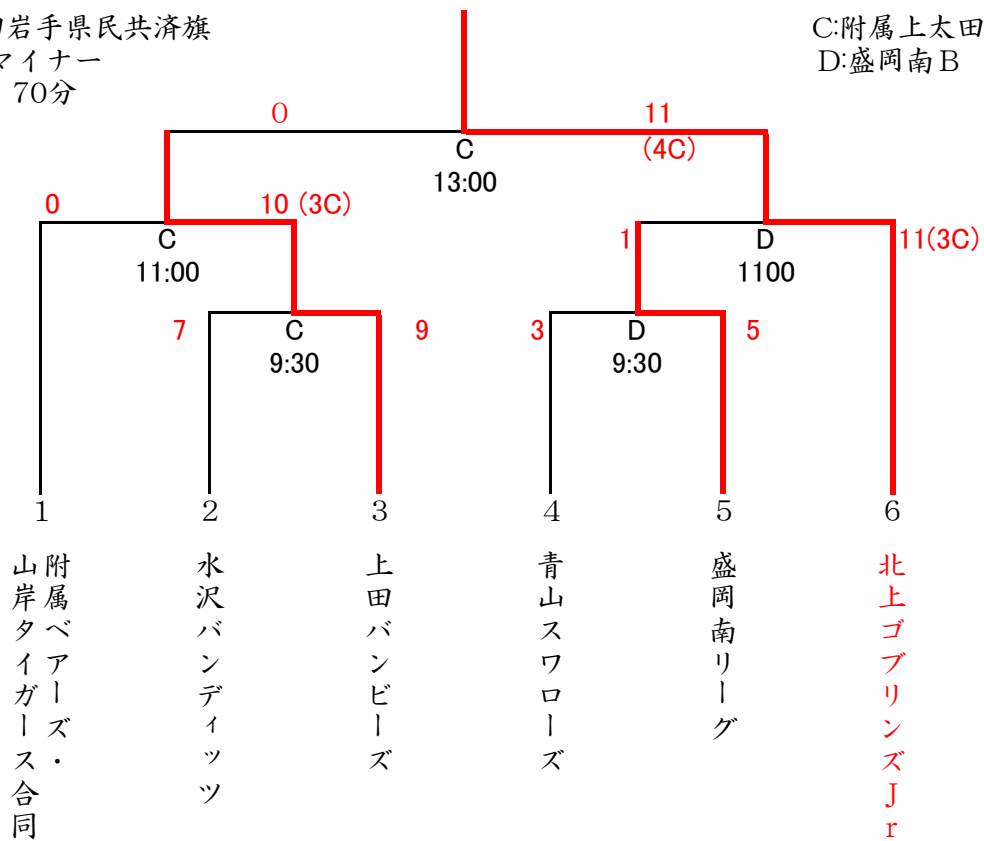 岩手県民共済旗
マイナー
70分
C:附属上太田
D:盛岡南B
0
11
(4C)
C
13:00
0
10 (3C)
C
11:00
1
D
1100
11(3C)
7
C
9:30
9
3
D
9:30
5
1
2
3
4
5
6
附属ベアーズ・
山岸タイガース合同
水沢バンディッツ
上田バンビーズ
青山スワローズ
盛岡南リーグ
北上ゴブリンズJr